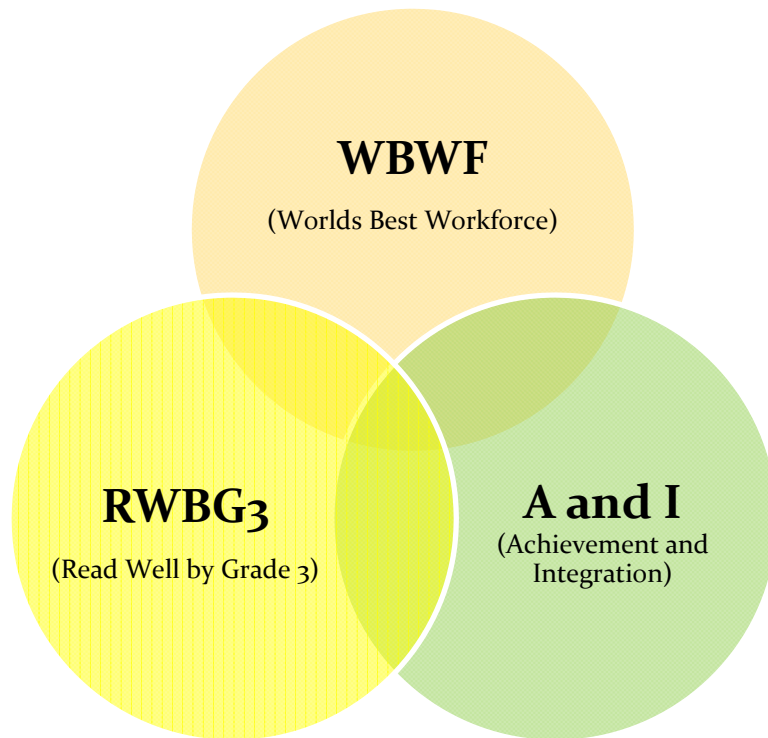 WBWF
(Worlds Best Workforce)
RWBG3
(Read Well by Grade 3)
A and I
(Achievement and
Integration)